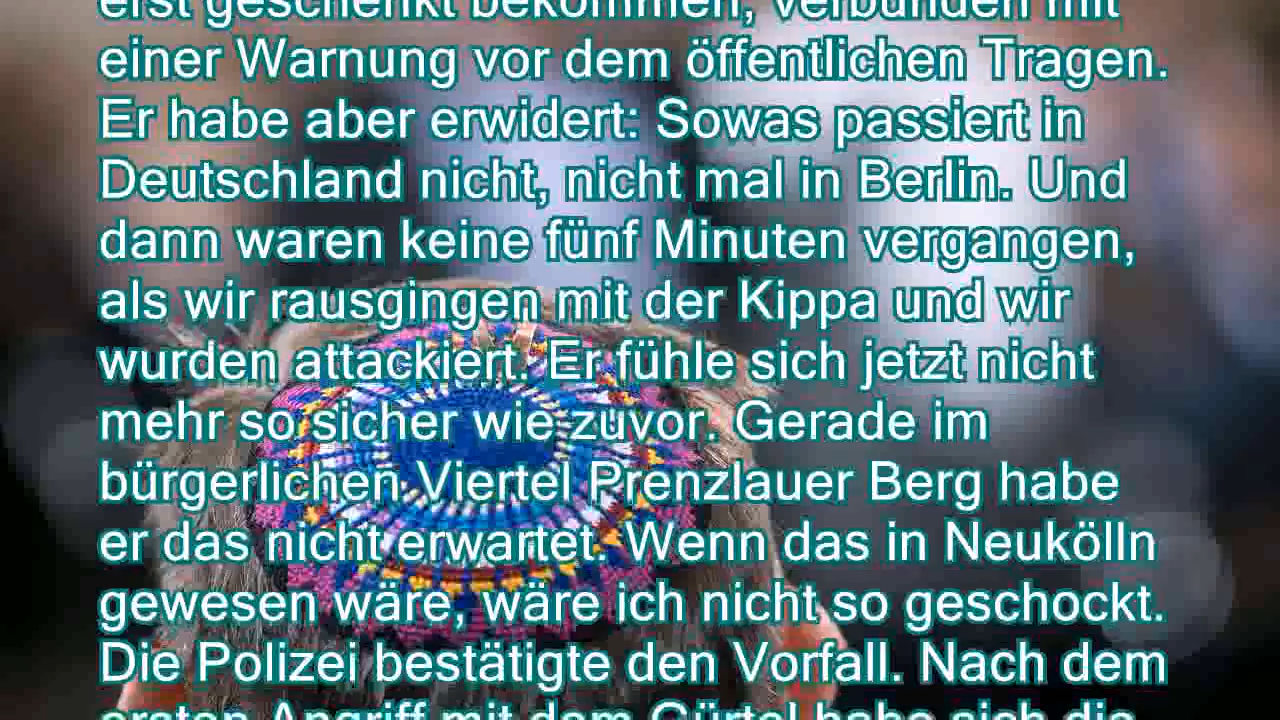 erst geschenkt bekommen, verbunden mit
einer Warnung vor dem öffentlichen Tragen.
Er habe aber erwidert: Sowas passiert in
Deutschland nicht, nicht mal in Berlin. Und
dann waren keine fünf Minuten vergangen,
als wir rausgingen mit der Kippa und wir
wurden attackiert. Er fühle sich jetzt nicht
mehr so sicher wie zuvor. Gerade im
bürgerlichen Viertel Prenzlauer Berg habe
er das nicht erwartet. Wenn das in Neukölln
gewesen wäre, wäre ich nicht so geschockt.
Die Polizei bestätigte den Vorfall. Nach dem
ersten Angriff mit dem Gürtel habe sich die